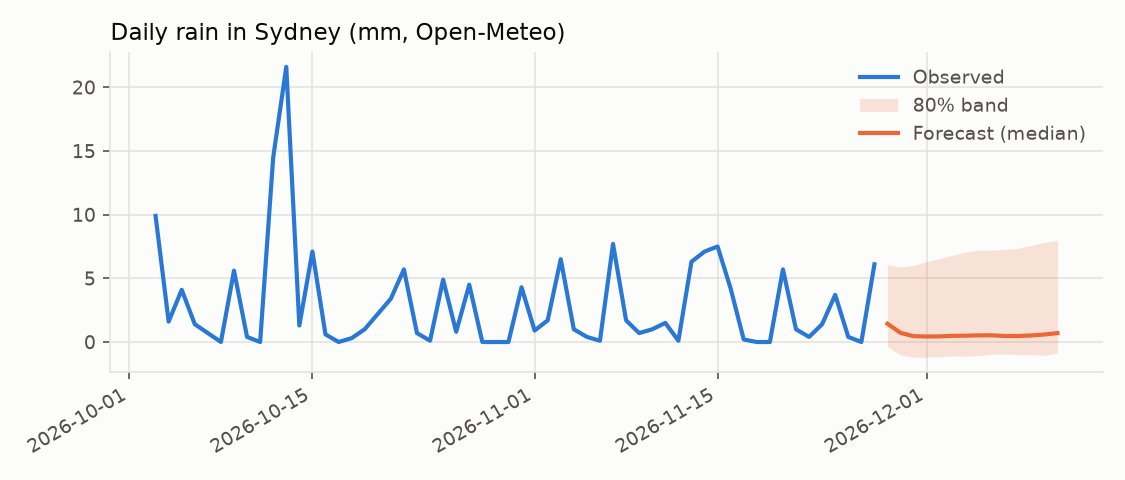 Daily rain in Sydney (mm, Open-Meteo)
Observed
80% band
Forecast (median)
20
15
10
5
0
2026-10-01
2026-10-15
2026-11-01
2026-11-15
2026-12-01